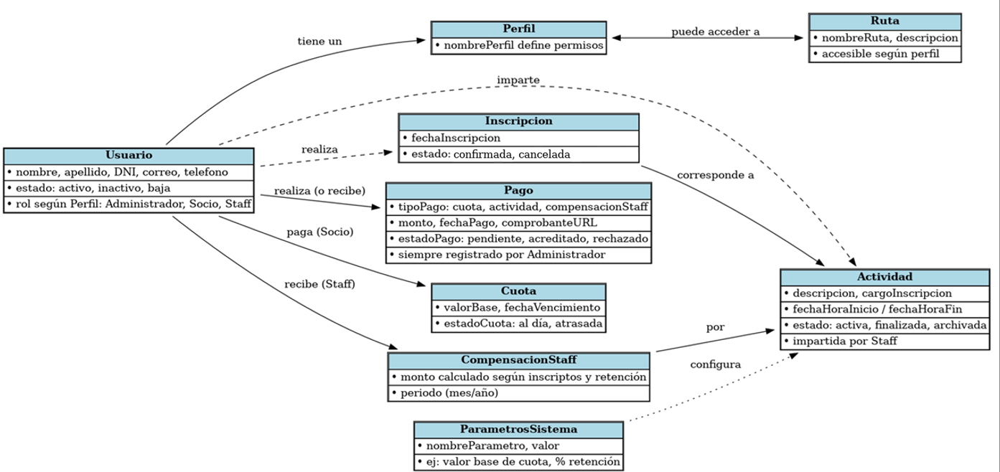 Perfil
• nombrePerfil define permisos
puede acceder a
Ruta
• nombreRuta, descripcion
• accesible según perfil
tiene un
imparte
Inscripcion
• fechaInscripcion
• estado: confirmada, cancelada
realiza
Usuario
• nombre, apellido, DNI, correo, telefono
• estado: activo, inactivo, baja
• rol según Perfil: Administrador, Socio, Staff
corresponde a
realiza (o recibe)
Pago
• tipoPago: cuota, actividad, compensacionStaff
• monto, fechaPago, comprobanteURL
• estadoPago: pendiente, acreditado, rechazado
• siempre registrado por Administrador
paga (Socio)
Cuota
• valorBase, fechaVencimiento
• estadoCuota: al día, atrasada
recibe (Staff)
Actividad
• descripcion, cargoInscripcion
• fechaHoraInicio / fechaHoraFin
• estado: activa, finalizada, archivada
• impartida por Staff
por
CompensacionStaff
• monto calculado según inscriptos y retención
• periodo (mes/año)
configura
ParametrosSistema
• nombreParametro, valor
• ej: valor base de cuota, % retención